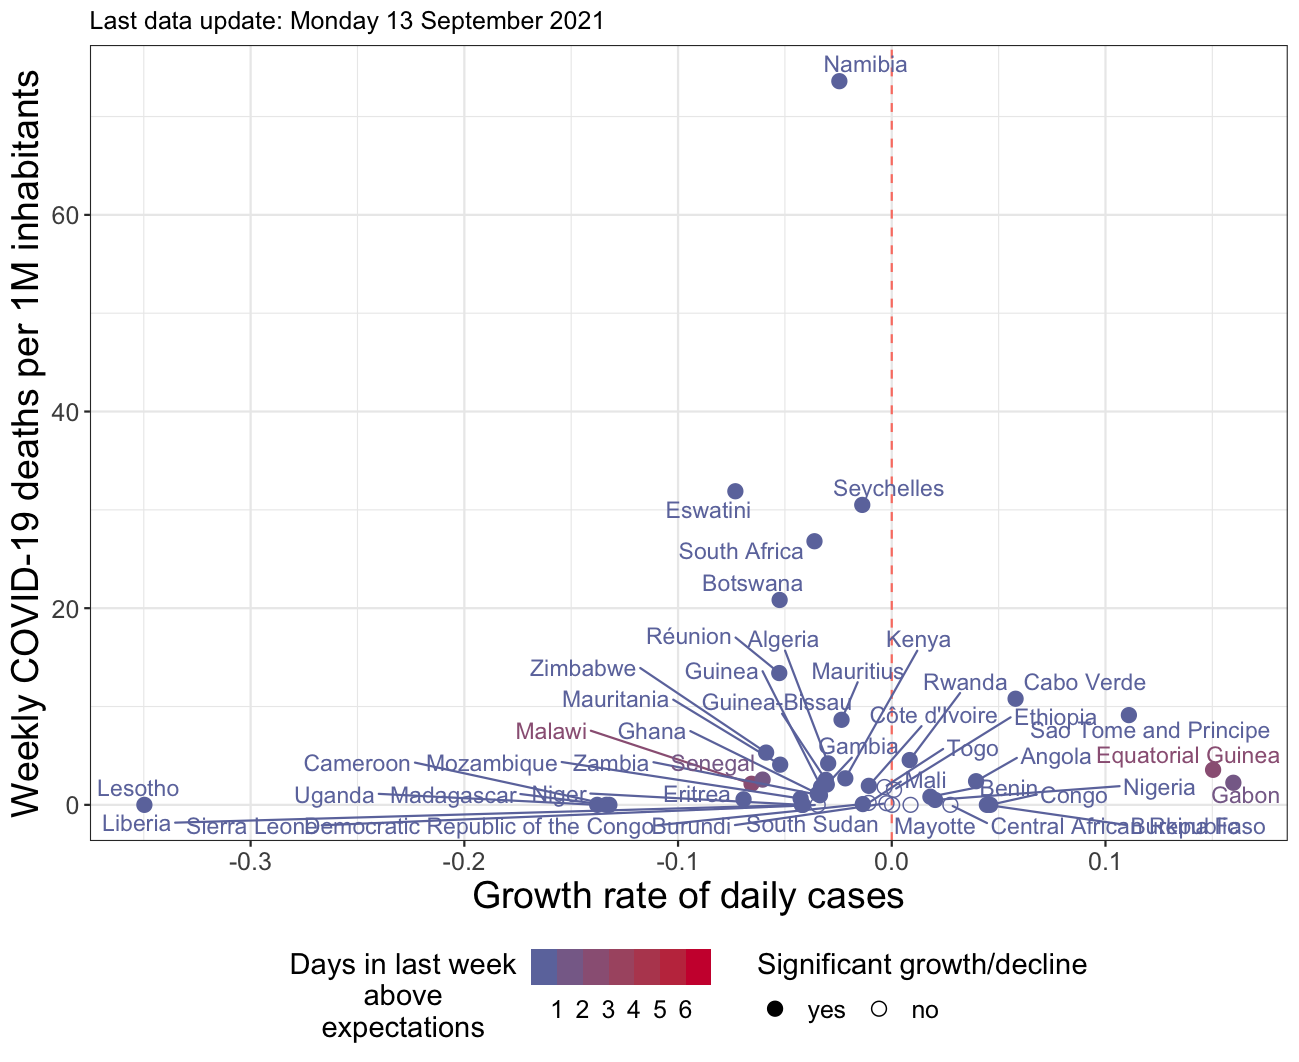 Last data update: Monday 13 September 2021
Weekly COVID-19 deaths per 1M inhabitants
60
40
20
0
Namibia
Seychelles
Eswatini
South Africa
Botswana
Réunion
Algeria
Kenya
Zimbabwe
Guinea
Mauritius
Rwanda
Cabo Verde
Mauritania
Guinea-Bissau
Côte d'Ivoire
Ethiopia
Malawi
Ghana
Sao Tome and Principe
Gambia
Togo
Angola
Equatorial Guinea
Cameroon
Mozambique
Zambia
Senegal
Lesotho
Uganda
Madagascar
Niger
Eritrea
Mali
Benin
Congo
Nigeria
Gabon
Liberia
Sierra Leone
Democratic Republic of the Congo
Burundi
South Sudan
Mayotte
Central African Republic
Burkina Faso
-0.3
-0.2
-0.1
0.0
0.1
Growth rate of daily cases
Days in last week
above
expectations
1 2 3 4 5 6
Significant growth/decline
yes
no